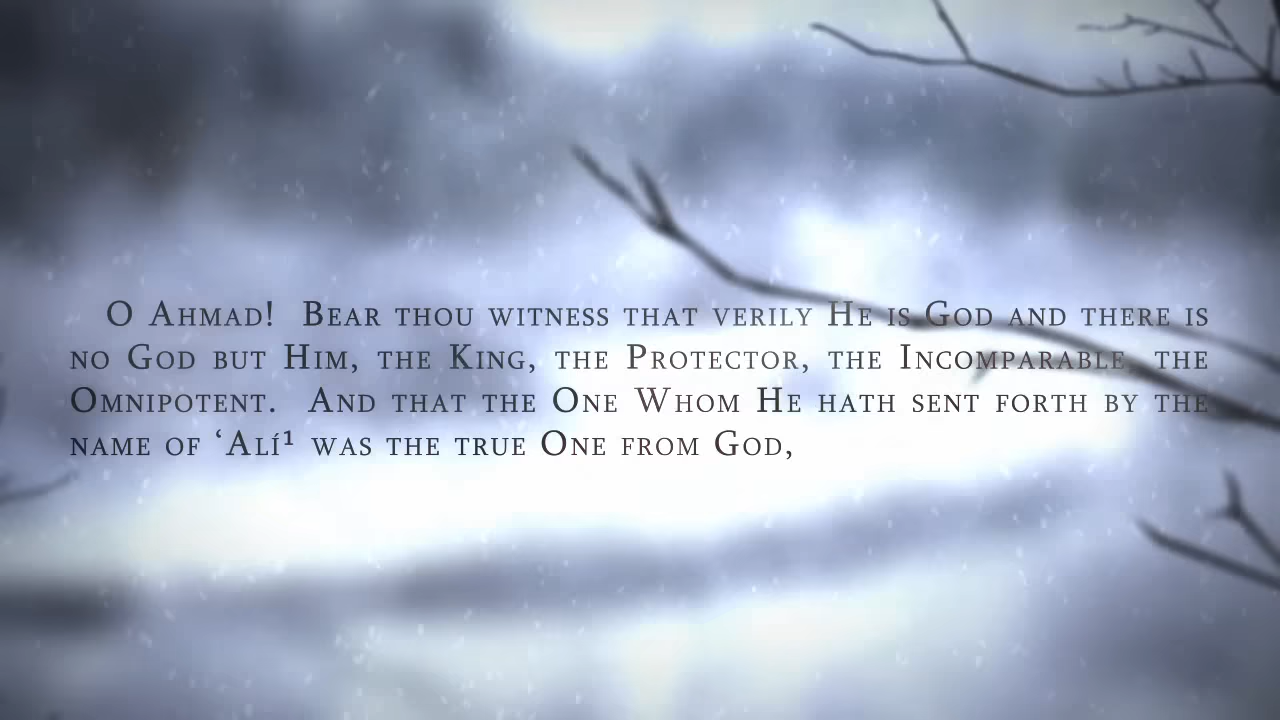 O Ahmad! Bear thou witness that verily He is God and there is
no God but Him, the King, the Protector, the Incomparable, the
Omnipotent. And that the One Whom He hath sent forth by the
name of ‘Alí¹ was the true One from God,